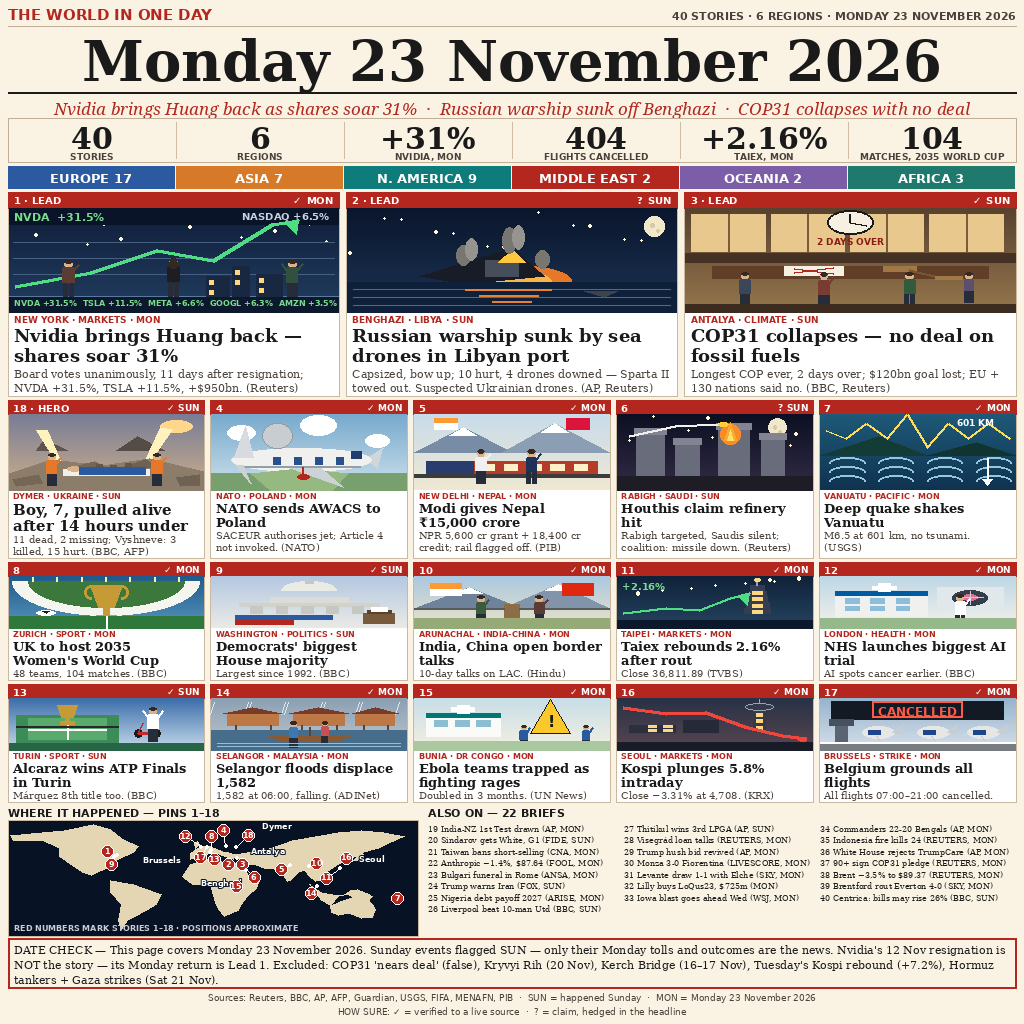 THE WORLD IN ONE DAY
40 STORIES · 6 REGIONS · MONDAY 23 NOVEMBER 2026
Monday 23 November 2026
Nvidia brings Huang back as shares soar 31% · Russian warship sunk off Benghazi · COP31 collapses with no deal
40
STORIES
6
REGIONS
+31%
NVIDIA, MON
404
FLIGHTS CANCELLED
+2.16%
TAIEX, MON
104
MATCHES, 2035 WORLD CUP
EUROPE 17
ASIA 7
N. AMERICA 9
MIDDLE EAST 2
OCEANIA 2
AFRICA 3
1 · LEAD
✓ MON
NVDA +31.5%
NASDAQ +6.5%
NVDA +31.5% TSLA +11.5% META +6.6% GOOGL +6.3% AMZN +3.5%
NEW YORK · MARKETS · MON
Nvidia brings Huang back —
shares soar 31%
Board votes unanimously, 11 days after resignation;
NVDA +31.5%, TSLA +11.5%, +$950bn. (Reuters)
2 · LEAD
? SUN
BENGHAZI · LIBYA · SUN
Russian warship sunk by sea
drones in Libyan port
Capsized, bow up; 10 hurt, 4 drones downed — Sparta II
towed out. Suspected Ukrainian drones. (AP, Reuters)
3 · LEAD
✓ SUN
2 DAYS OVER
ANTALYA · CLIMATE · SUN
COP31 collapses — no deal on
fossil fuels
Longest COP ever, 2 days over; $120bn goal lost; EU +
130 nations said no. (BBC, Reuters)
18 · HERO
✓ SUN
DYMER · UKRAINE · SUN
Boy, 7, pulled alive
after 14 hours under
11 dead, 2 missing; Vyshneve: 3
killed, 15 hurt. (BBC, AFP)
4
✓ MON
NATO · POLAND · MON
NATO sends AWACS to
Poland
SACEUR authorises jet; Article 4
not invoked. (NATO)
5
✓ MON
NEW DELHI · NEPAL · MON
Modi gives Nepal
₹15,000 crore
NPR 5,600 cr grant + 18,400 cr
credit; rail flagged off. (PIB)
6
? SUN
RABIGH · SAUDI · SUN
Houthis claim refinery
hit
Rabigh targeted, Saudis silent;
coalition: missile down. (Reuters)
7
✓ MON
601 KM
VANUATU · PACIFIC · MON
Deep quake shakes
Vanuatu
M6.5 at 601 km, no tsunami.
(USGS)
8
✓ MON
ZURICH · SPORT · MON
UK to host 2035
Women's World Cup
48 teams, 104 matches. (BBC)
9
✓ SUN
WASHINGTON · POLITICS · SUN
Democrats' biggest
House majority
Largest since 1992. (BBC)
10
✓ MON
ARUNACHAL · INDIA-CHINA · MON
India, China open border
talks
10-day talks on LAC. (Hindu)
11
✓ MON
+2.16%
TAIPEI · MARKETS · MON
Taiex rebounds 2.16%
after rout
Close 36,811.89 (TVBS)
12
✓ MON
LONDON · HEALTH · MON
NHS launches biggest AI
trial
AI spots cancer earlier. (BBC)
13
✓ SUN
TURIN · SPORT · SUN
Alcaraz wins ATP Finals
in Turin
Márquez 8th title too. (BBC)
14
✓ MON
SELANGOR · MALAYSIA · MON
Selangor floods displace
1,582
1,582 at 06:00, falling. (ADINet)
15
✓ MON
!
BUNIA · DR CONGO · MON
Ebola teams trapped as
fighting rages
Doubled in 3 months. (UN News)
16
✓ MON
SEOUL · MARKETS · MON
Kospi plunges 5.8%
intraday
Close −3.31% at 4,708. (KRX)
17
✓ MON
CANCELLED
BRUSSELS · STRIKE · MON
Belgium grounds all
flights
All flights 07:00–21:00 cancelled.
WHERE IT HAPPENED — PINS 1–18
Dymer
12 8 4 18
1
9
Brussels
17 13
Antalya
2 3
16
Seoul
10
5
6
11
Benghazi
15
14
7
RED NUMBERS MARK STORIES 1–18 · POSITIONS APPROXIMATE
ALSO ON — 22 BRIEFS
19 India-NZ 1st Test drawn (AP, MON)
20 Sindarov gets White, G1 (FIDE, SUN)
21 Taiwan bans short-selling (CNA, MON)
22 Anthropic −1.4%, $87.64 (FOOL, MON)
23 Bulgari funeral in Rome (ANSA, MON)
24 Trump warns Iran (FOX, SUN)
25 Nigeria debt payoff 2027 (ARISE, MON)
26 Liverpool beat 10-man Utd (BBC, SUN)
27 Thitikul wins 3rd LPGA (AP, SUN)
28 Visegrad loan talks (REUTERS, MON)
29 Trump hush bid revived (AP, MON)
30 Monza 3-0 Fiorentina (LIVESCORE, MON)
31 Levante draw 1-1 with Elche (SKY, MON)
32 Lilly buys LoQus23, $725m (MON)
33 Iowa blast goes ahead Wed (WSJ, MON)
34 Commanders 22-20 Bengals (AP, MON)
35 Indonesia fire kills 24 (REUTERS, MON)
36 White House rejects TrumpCare (AP, MON)
37 90+ sign COP31 pledge (REUTERS, MON)
38 Brent −3.5% to $89.37 (REUTERS, MON)
39 Brentford rout Everton 4-0 (SKY, MON)
40 Centrica: bills may rise 26% (BBC, SUN)
DATE CHECK — This page covers Monday 23 November 2026. Sunday events flagged SUN — only their Monday tolls and outcomes are the news. Nvidia's 12 Nov resignation is
NOT the story — its Monday return is Lead 1. Excluded: COP31 'nears deal' (false), Kryvyi Rih (20 Nov), Kerch Bridge (16–17 Nov), Tuesday's Kospi rebound (+7.2%), Hormuz
tankers + Gaza strikes (Sat 21 Nov).
Sources: Reuters, BBC, AP, AFP, Guardian, USGS, FIFA, MENAFN, PIB · SUN = happened Sunday · MON = Monday 23 November 2026
HOW SURE: ✓ = verified to a live source · ? = claim, hedged in the headline